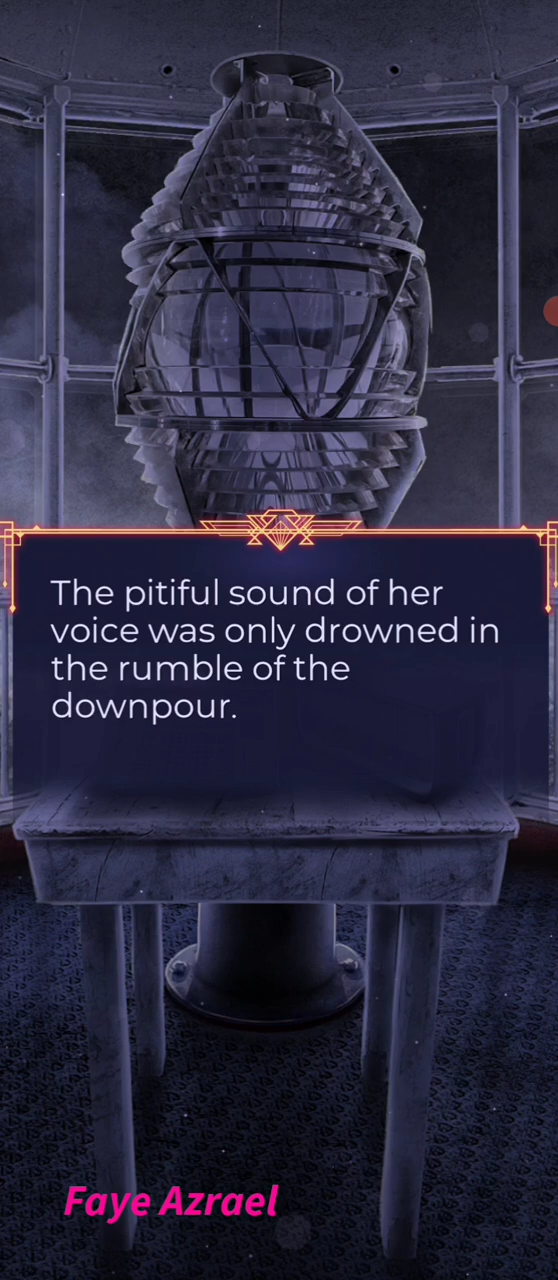 The pitiful sound of her
voice was only drowned in
the rumble of the
downpour.
Faye Azrael